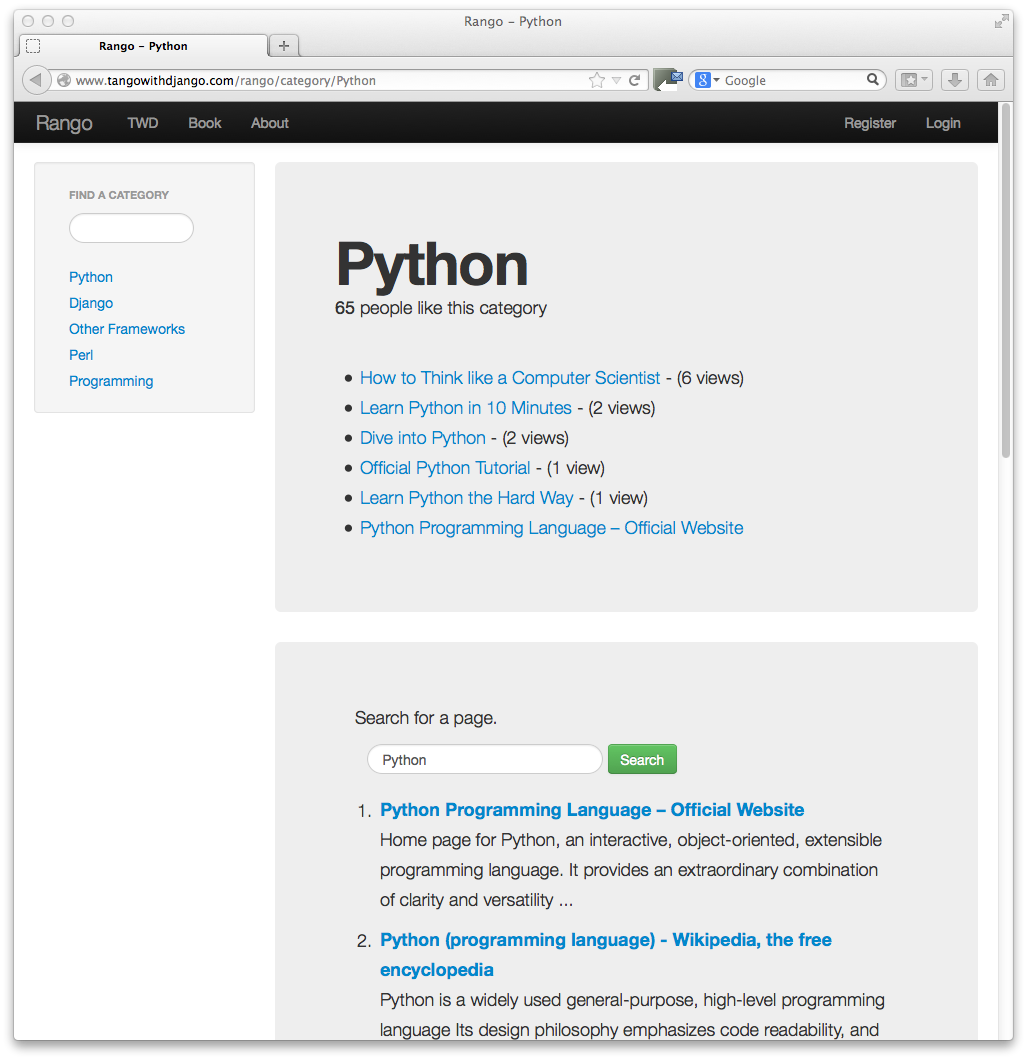 Rango – Python
Rango – Python
www.tangowithdjango.com/rango/category/Python
Google
Rango TWD Book About Register Login
FIND A CATEGORY
Python
Django
Other Frameworks
Perl
Programming
Python
65 people like this category
How to Think like a Computer Scientist - (6 views)
Learn Python in 10 Minutes - (2 views)
Dive into Python - (2 views)
Official Python Tutorial - (1 view)
Learn Python the Hard Way - (1 view)
Python Programming Language – Official Website
Search for a page.
Python Search
1. Python Programming Language – Official Website
Home page for Python, an interactive, object-oriented, extensible
programming language. It provides an extraordinary combination
of clarity and versatility ...
2. Python (programming language) - Wikipedia, the free
encyclopedia
Python is a widely used general-purpose, high-level programming
language Its design philosophy emphasizes code readability, and